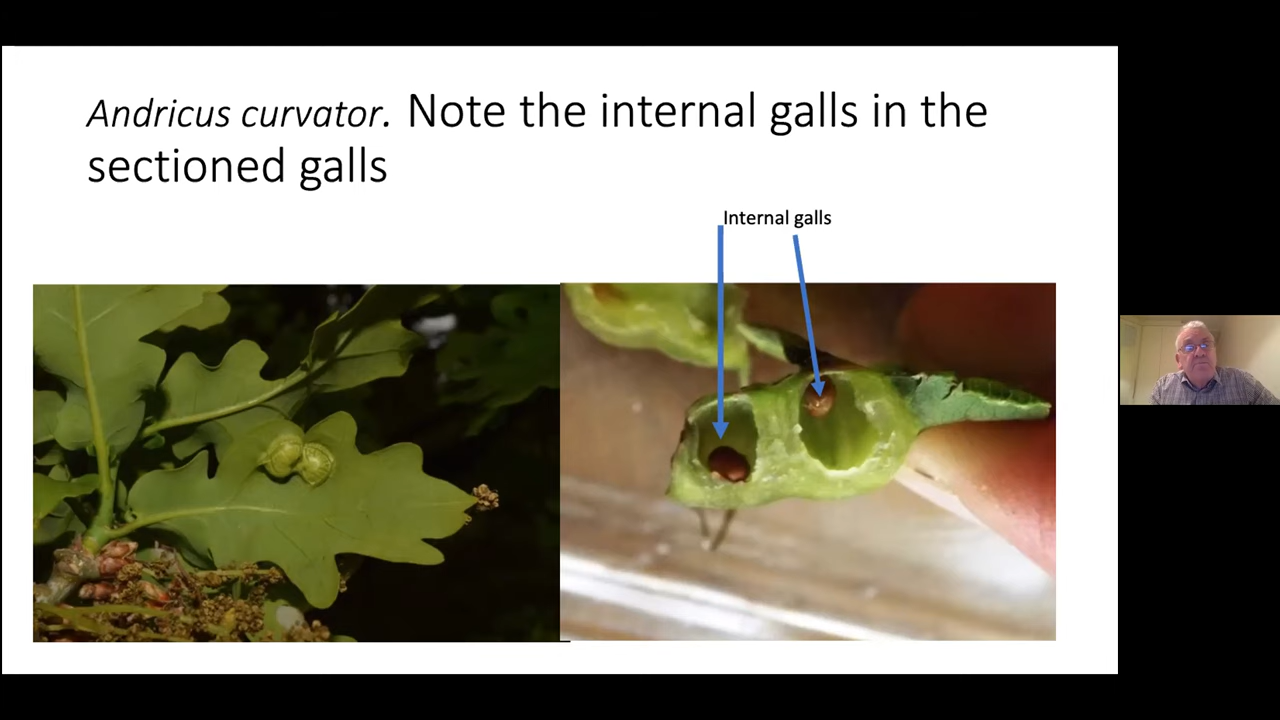 Andricus curvator. Note the internal galls in the
sectioned galls
Internal galls